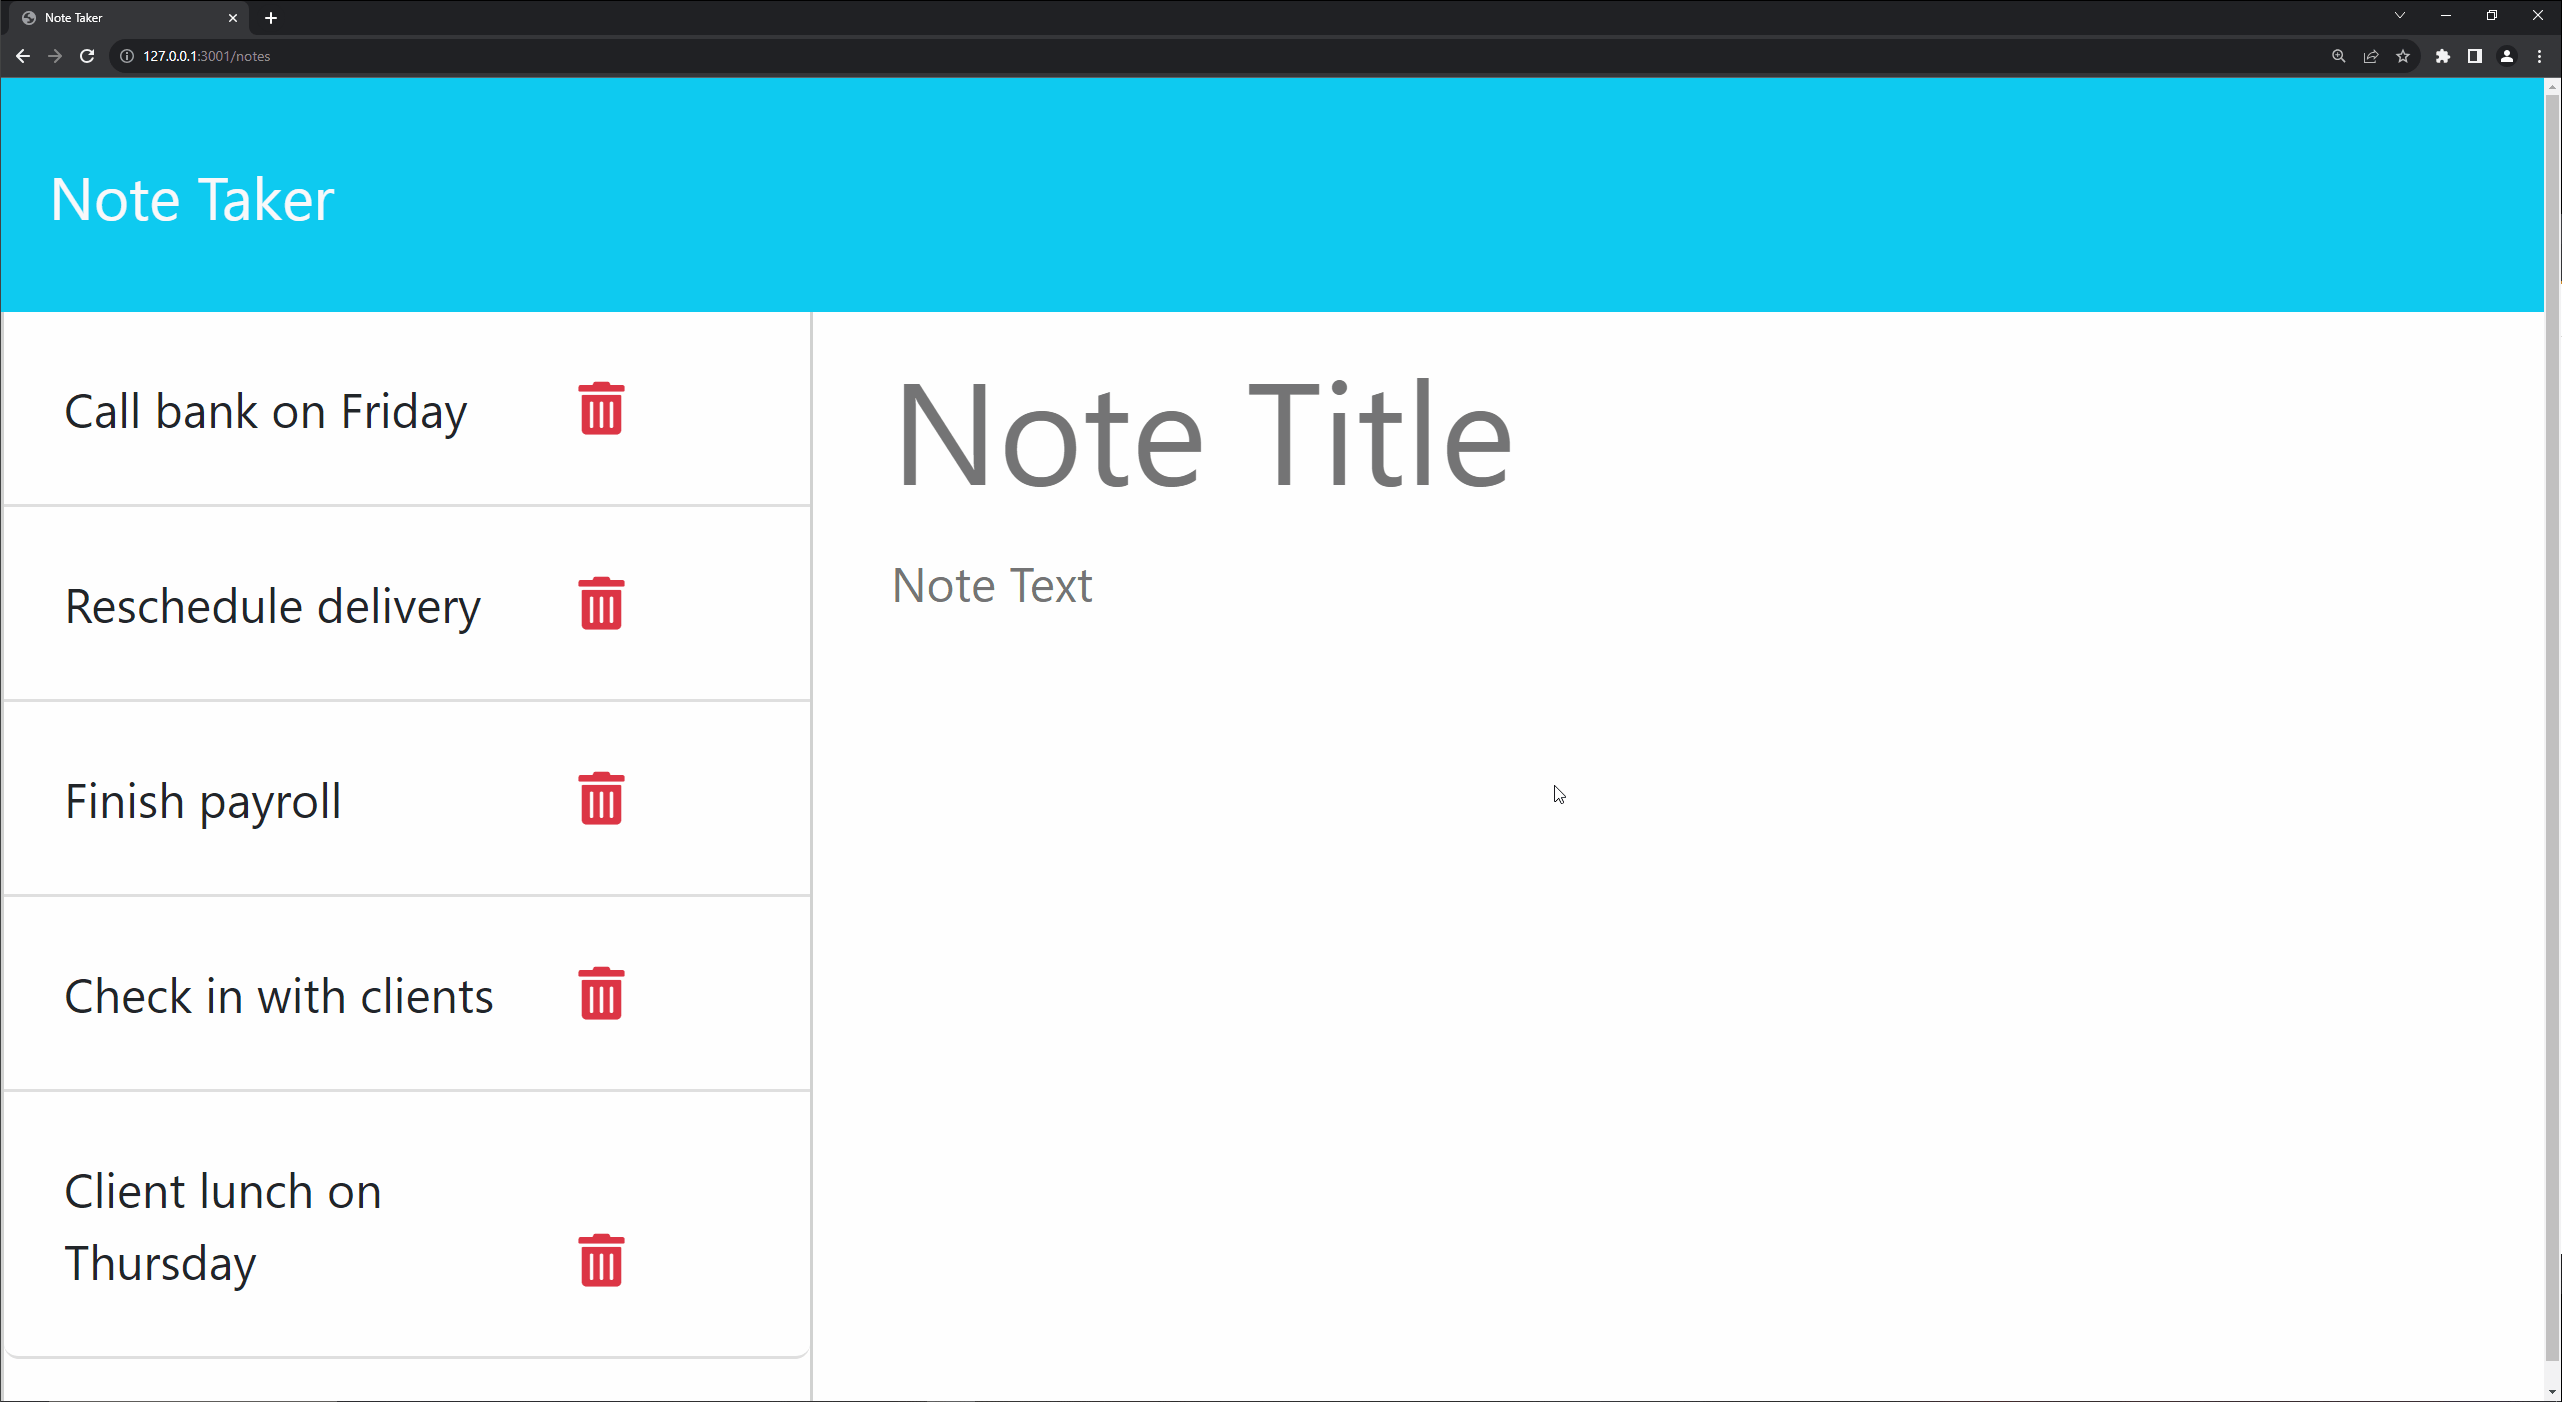 Note Taker
127.0.0.1:3001/notes
Note Taker
Call bank on Friday
Reschedule delivery
Finish payroll
Check in with clients
Client lunch on
Thursday
Note Title
Note Text